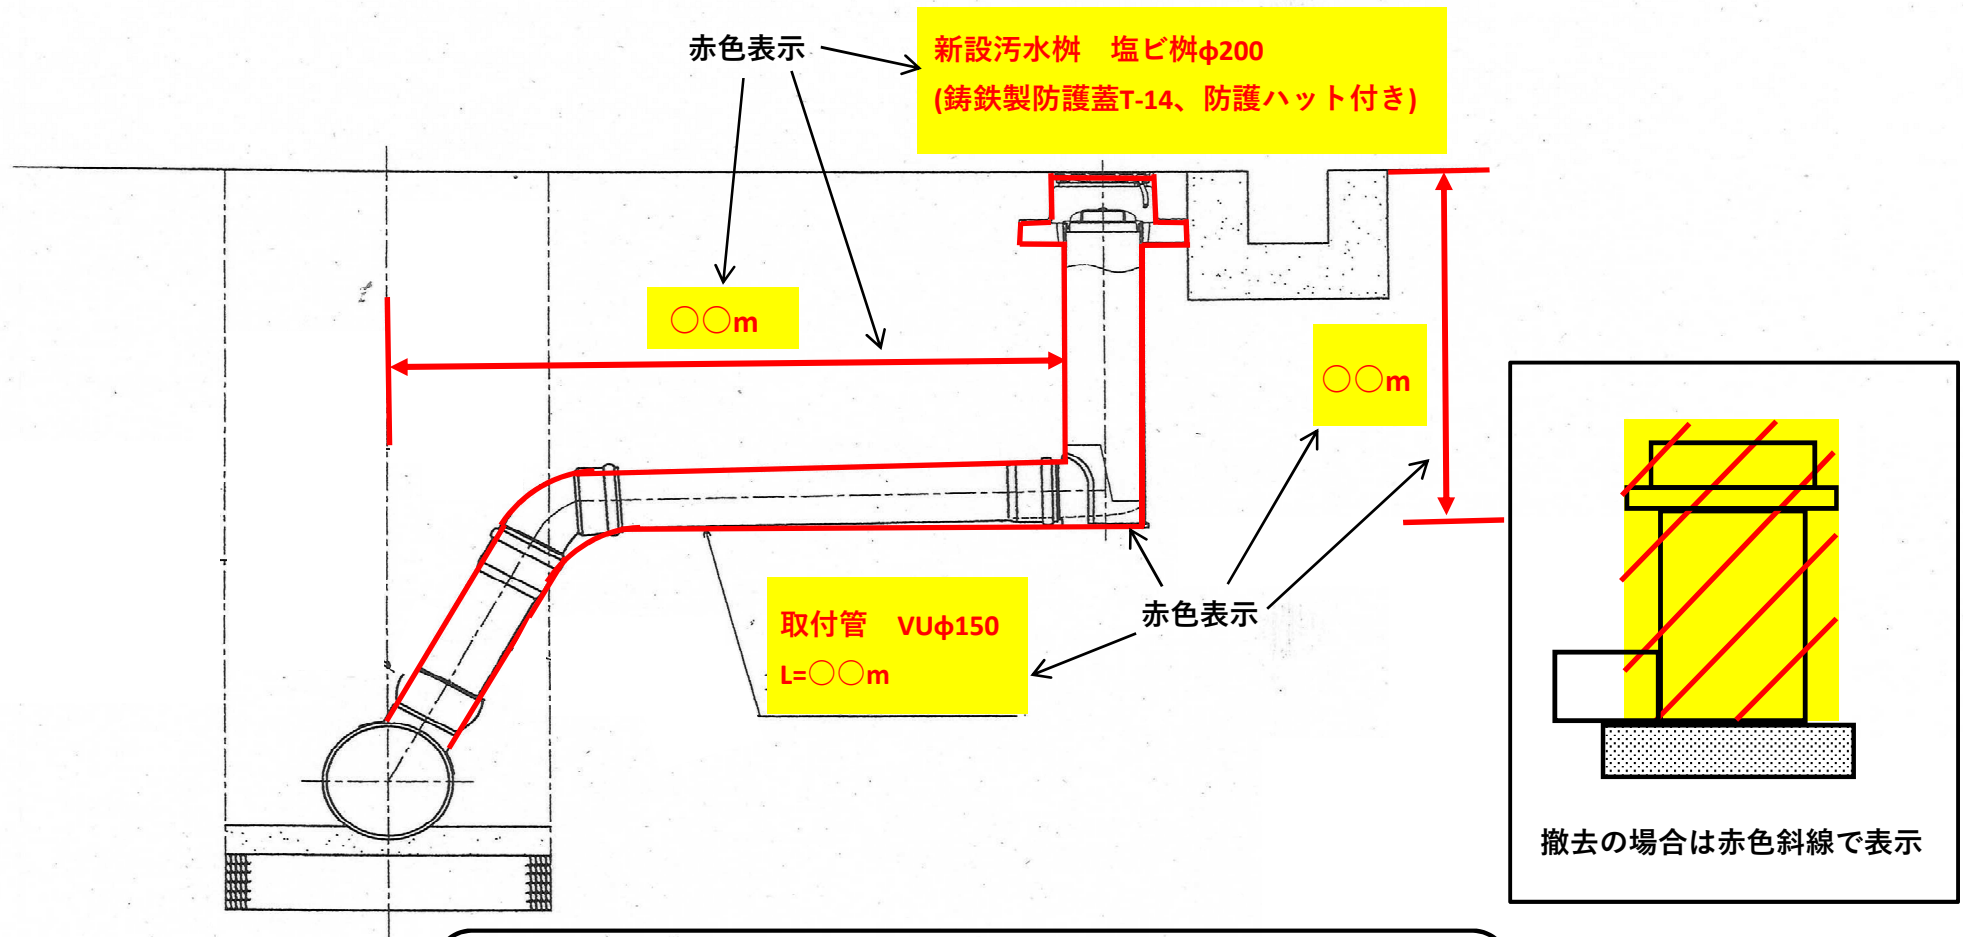 赤色表示
新設汚水桝　塩ビ桝φ200
(鋳鉄製防護蓋T-14、防護ハット付き)
○○m
○○m
取付管　VUφ150
L=○○m
赤色表示
撤去の場合は赤色斜線で表示